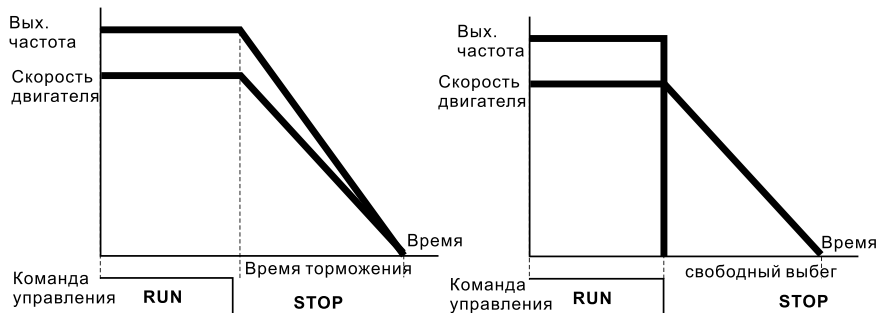 Вых.
частота
Скорость
двигателя
Время
Время торможения
Команда
управления
RUN
STOP
Вых.
частота
Скорость
двигателя
Время
свободный выбег
Команда
управления
RUN
STOP